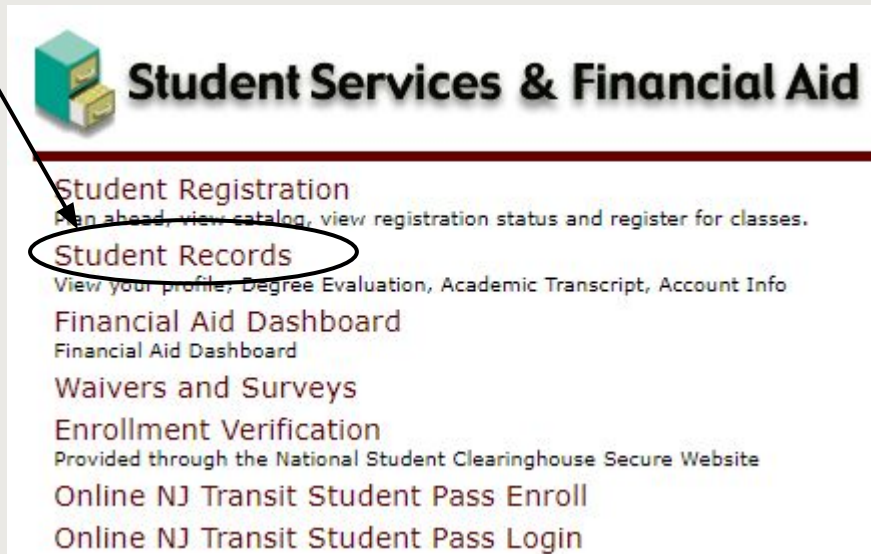 Student Services & Financial Aid
Student Registration
Plan ahead, view catalog, view registration status and register for classes.
Student Records
View your profile, Degree Evaluation, Academic Transcript, Account Info
Financial Aid Dashboard
Financial Aid Dashboard
Waivers and Surveys
Enrollment Verification
Provided through the National Student Clearinghouse Secure Website
Online NJ Transit Student Pass Enroll
Online NJ Transit Student Pass Login